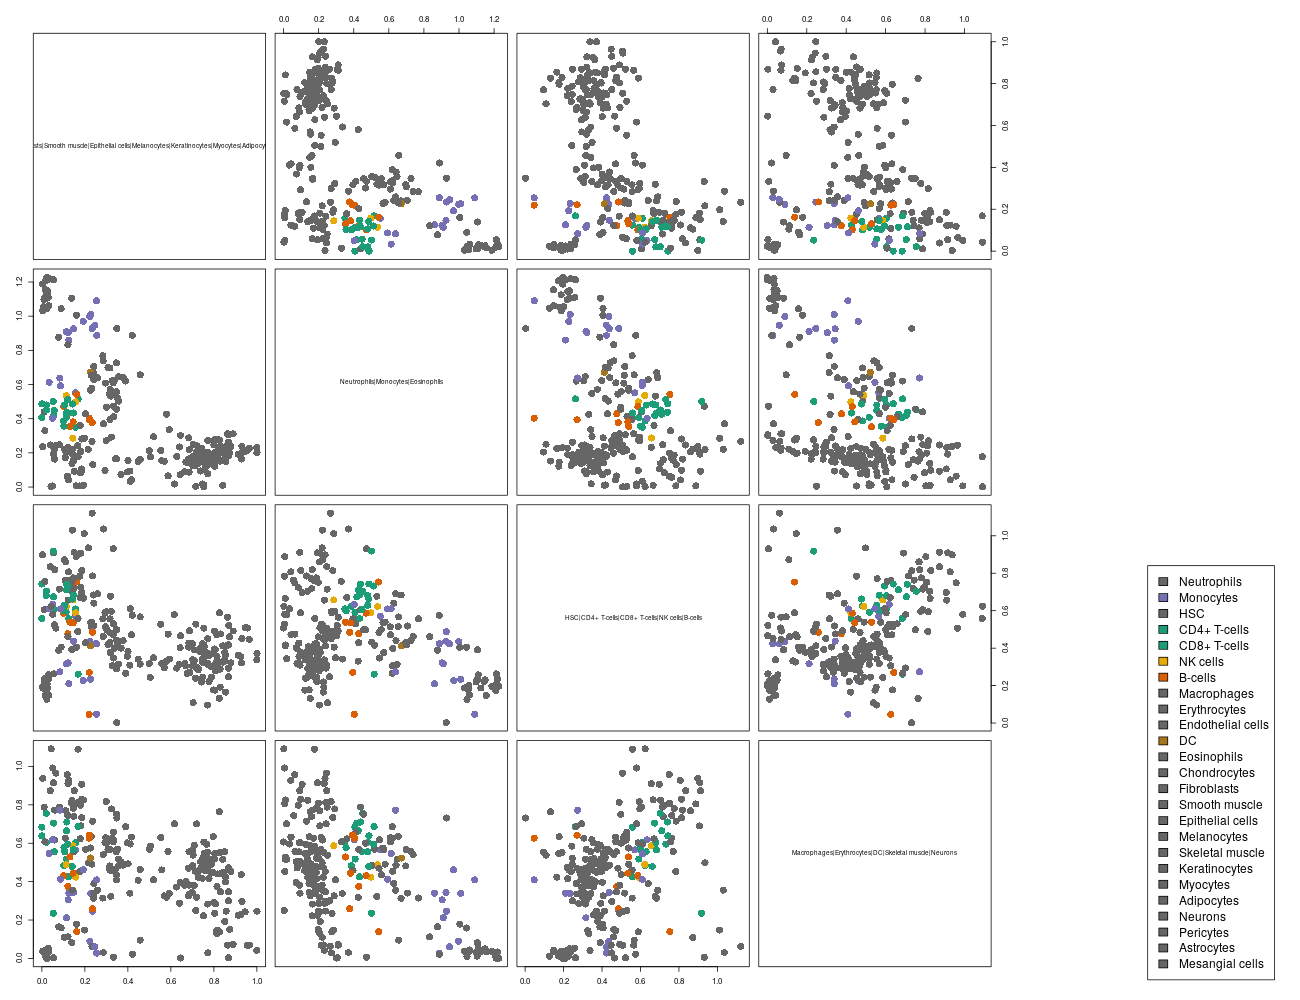 0.0 0.2 0.4 0.6 0.8 1.0 1.2
0.0 0.2 0.4 0.6 0.8 1.0
sts|Smooth muscle|Epithelial cells|Melanocytes|Keratinocytes|Myocytes|Adipocy
0.0 0.2 0.4 0.6 0.8 1.0
0.0 0.2 0.4 0.6 0.8 1.0 1.2
Neutrophils|Monocytes|Eosinophils
HSC|CD4+ T-cells|CD8+ T-cells|NK cells|B-cells
0.0 0.2 0.4 0.6 0.8 1.0
0.0 0.2 0.4 0.6 0.8 1.0
Macrophages|Erythrocytes|DC|Skeletal muscle|Neurons
0.0 0.2 0.4 0.6 0.8 1.0
0.0 0.2 0.4 0.6 0.8 1.0
Neutrophils
Monocytes
HSC
CD4+ T-cells
CD8+ T-cells
NK cells
B-cells
Macrophages
Erythrocytes
Endothelial cells
DC
Eosinophils
Chondrocytes
Fibroblasts
Smooth muscle
Epithelial cells
Melanocytes
Skeletal muscle
Keratinocytes
Myocytes
Adipocytes
Neurons
Pericytes
Astrocytes
Mesangial cells